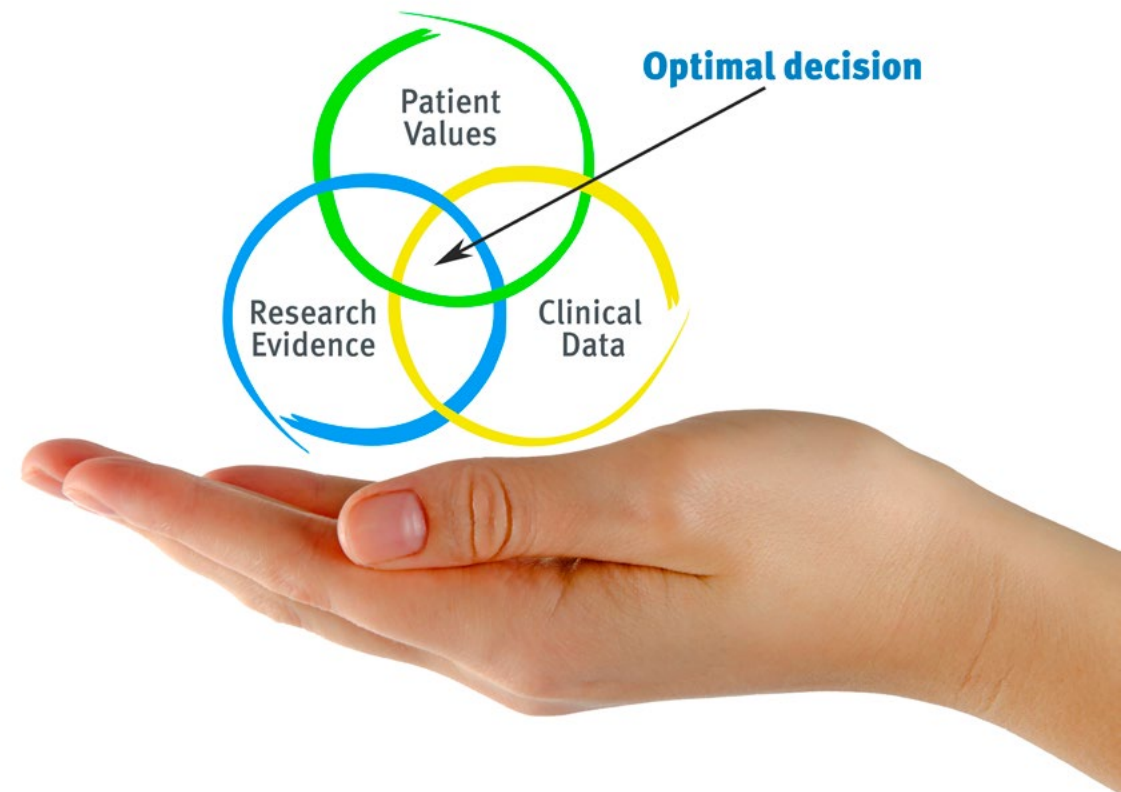 Optimal decision
Patient
Values
Research
Evidence
Clinical
Data